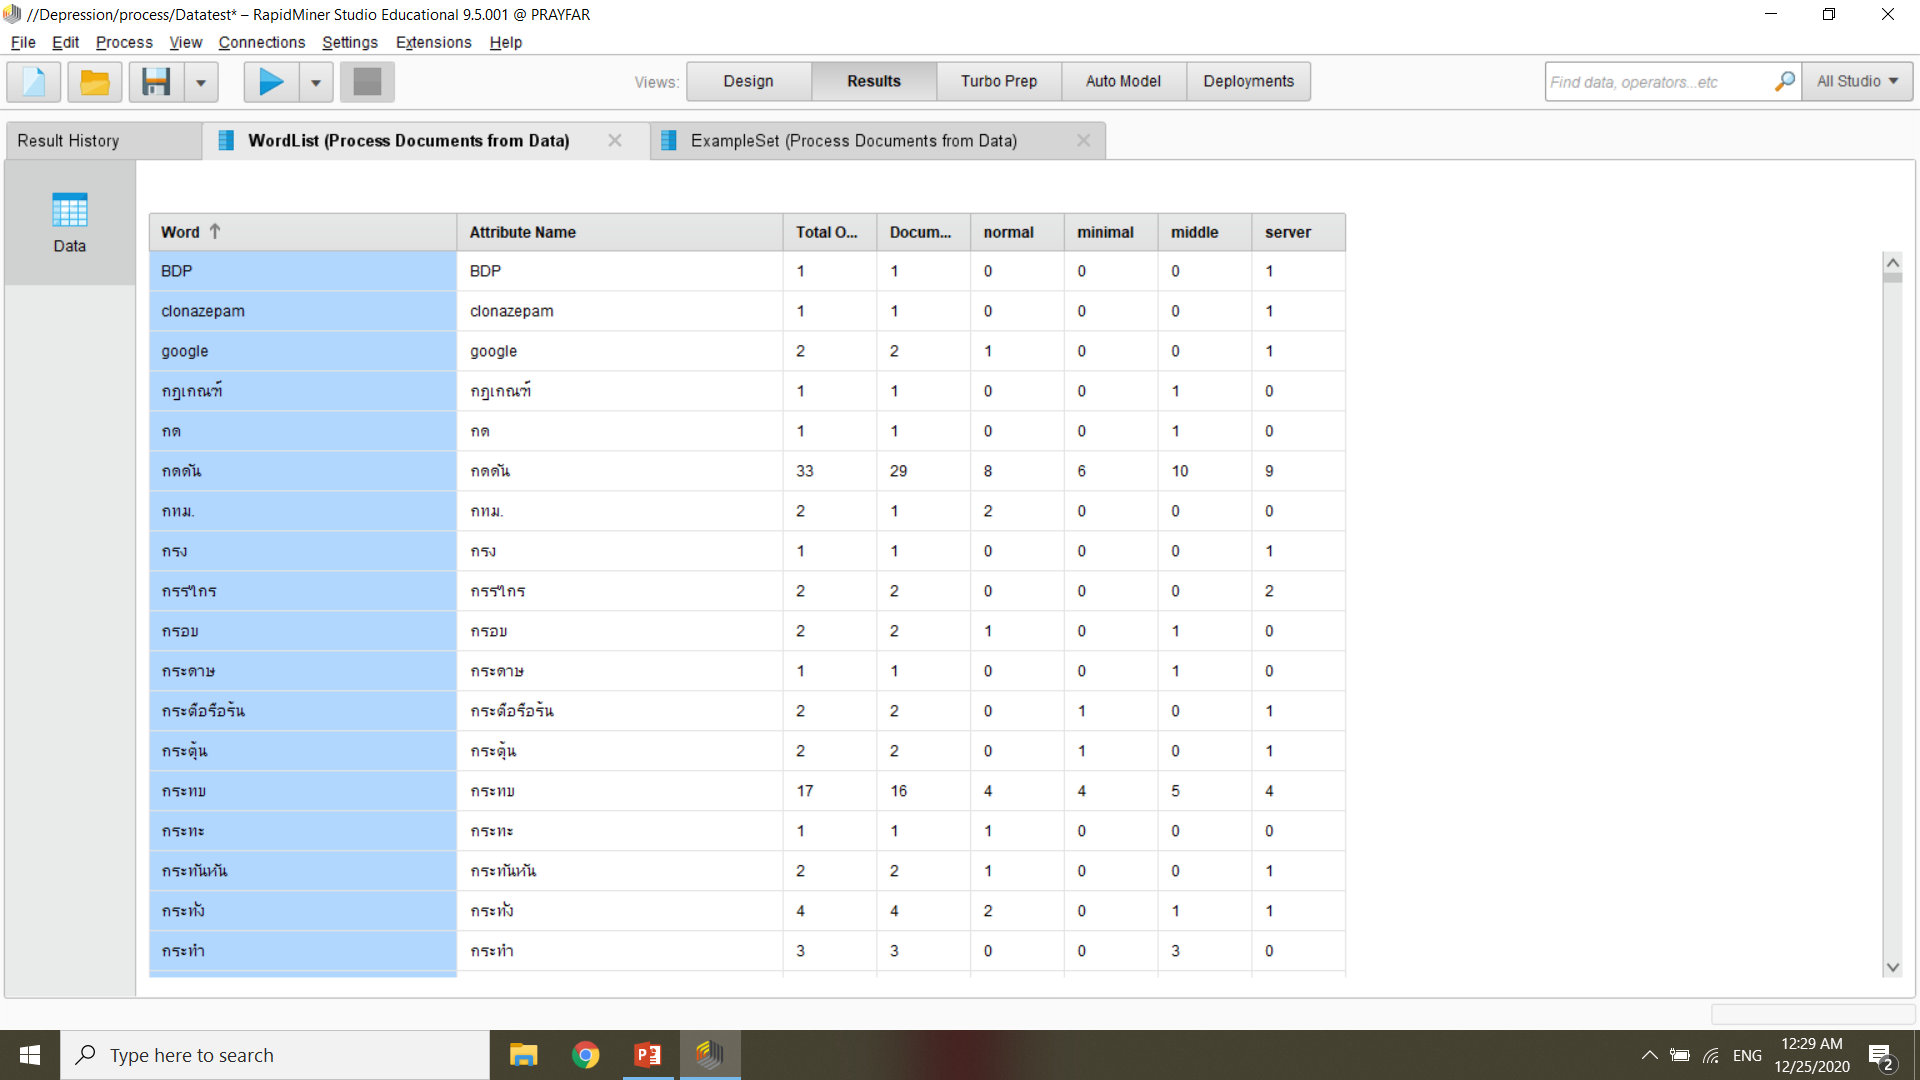 //Depression/process/Datatest* – RapidMiner Studio Educational 9.5.001 @ PRAYFAR
File Edit Process View Connections Settings Extensions Help
Views: Design Results Turbo Prep Auto Model Deployments Find data, operators...etc All Studio
Result History WordList (Process Documents from Data) ExampleSet (Process Documents from Data)
Data
Word Attribute Name Total O... Docum... normal minimal middle server
BDP BDP 1 1 0 0 0 1
clonazepam clonazepam 1 1 0 0 0 1
google google 2 2 1 0 0 1
กฎเกณฑ์ กฎเกณฑ์ 1 1 0 0 1 0
กด กด 1 1 0 0 1 0
กดดัน กดดัน 33 29 8 6 10 9
กทม. กทม. 2 1 2 0 0 0
กรง กรง 1 1 0 0 0 1
กรรไกร กรรไกร 2 2 0 0 0 2
กรอบ กรอบ 2 2 1 0 1 0
กระดาษ กระดาษ 1 1 0 0 1 0
กระตือรือร้น กระตือรือร้น 2 2 0 1 0 1
กระตุ้น กระตุ้น 2 2 0 1 0 1
กระทบ กระทบ 17 16 4 4 5 4
กระทะ กระทะ 1 1 1 0 0 0
กระทันหัน กระทันหัน 2 2 1 0 0 1
กระทั่ง กระทั่ง 4 4 2 0 1 1
กระทำ กระทำ 3 3 0 0 3 0
Type here to search
ENG
12:29 AM
12/25/2020
2